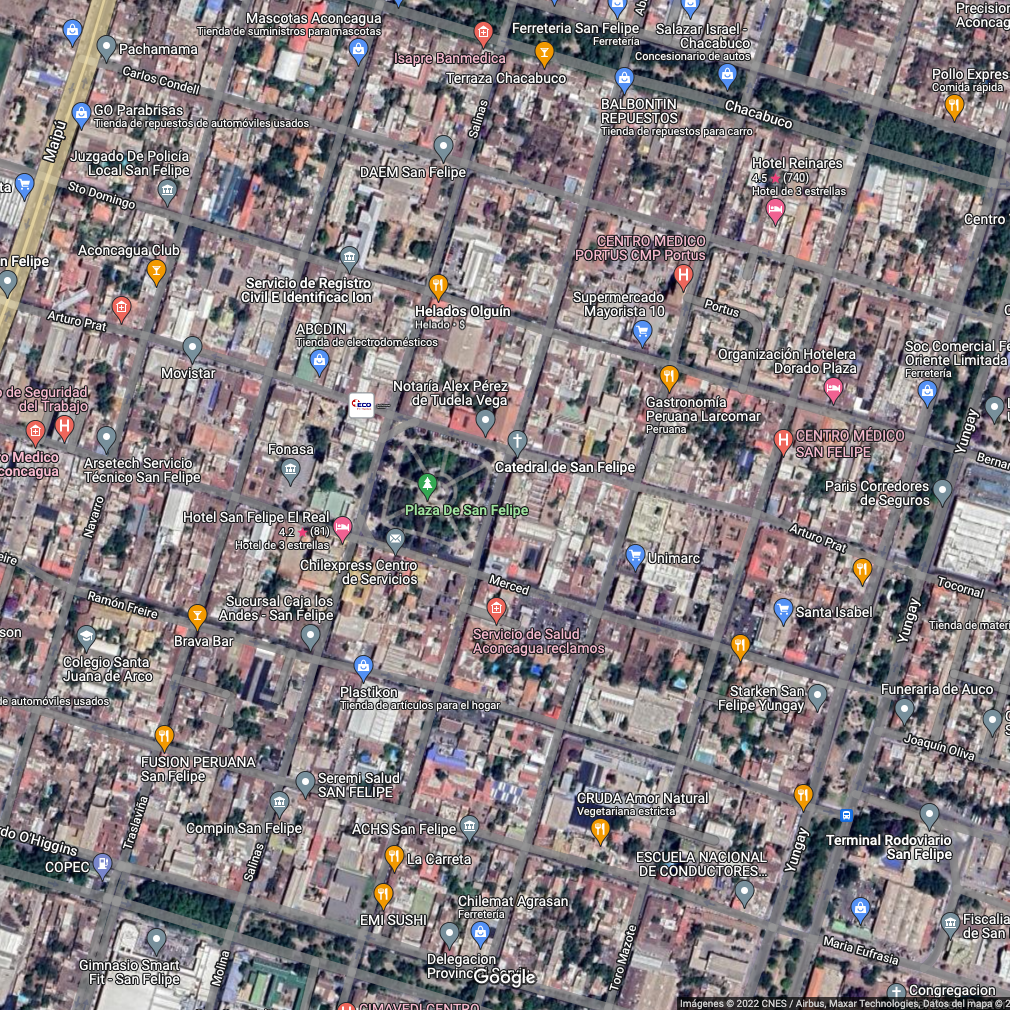 Mascotas Aconcagua
Tienda de suministros para mascotas
Ferreteria San Felipe
Ferretería
Salazar Israel -
Chacabuco
Concesionario de autos
Pachamama
Isapre Banmedica
Terraza Chacabuco
Carlos Condell
Pollo Expres
Comida rápida
GO Parabrisas
Tienda de repuestos de automóviles usados
Salinas
BALBONTIN
REPUESTOS
Tienda de repuestos para carro
Chacabuco
Maipú
Juzgado De Policía
Local San Felipe
DAEM San Felipe
Hotel Reinares
4.5 (740)
Hotel de 3 estrellas
Sto Domingo
Centro
Aconcagua Club
n Felipe
CENTRO MEDICO
PORTUS CMP Portus
Servicio de Registro
Civil E Identificac Ion
Helados Olguín
Helado • $
Supermercado
Mayorista 10
Portus
Arturo Prat
ABCDIN
Tienda de electrodomésticos
Movistar
Organización Hotelera
Dorado Plaza
Soc Comercial Fe
Oriente Limitada
Ferretería
o de Seguridad
del Trabajo
Notaría Alex Pérez
de Tudela Vega
ECO
Gastronomía
Peruana Larcomar
Peruana
Yungay
CENTRO MÉDICO
SAN FELIPE
ro Medico
concagua
Arsetech Servicio
Técnico San Felipe
Fonasa
Catedral de San Felipe
Bernar
Paris Corredores
de Seguros
Navarro
Plaza De San Felipe
Hotel San Felipe El Real
4.2 (81)
Hotel de 3 estrellas
Arturo Prat
Chilexpress Centro
de Servicios
Unimarc
reire
Merced
Tocornal
Ramón Freire
Sucursal Caja los
Andes - San Felipe
Santa Isabel
Yungay
Tienda de materi
son
Brava Bar
Servicio de Salud
Aconcagua reclamos
Colegio Santa
Juana de Arco
Plastikon
Tienda de artículos para el hogar
Starken San
Felipe Yungay
Funeraria de Auco
de automóviles usados
Joaquín Oliva
FUSION PERUANA
San Felipe
Seremi Salud
SAN FELIPE
CRUDA Amor Natural
Vegetariana estricta
Traslaviña
Compin San Felipe
ACHS San Felipe
Terminal Rodoviario
San Felipe
rdo O'Higgins
COPEC
Salinas
La Carreta
Yungay
ESCUELA NACIONAL
DE CONDUCTORES...
EMI SUSHI
Chilemat Agrasan
Ferretería
Fiscalía
de San
Maria Eufrasia
Gimnasio Smart
Fit - San Felipe
Molina
Delegacion
Toro Mazote
Google
Congregacion
CIMAVEDI CENTRO
Imágenes © 2022 CNES / Airbus, Maxar Technologies, Datos del mapa © 2